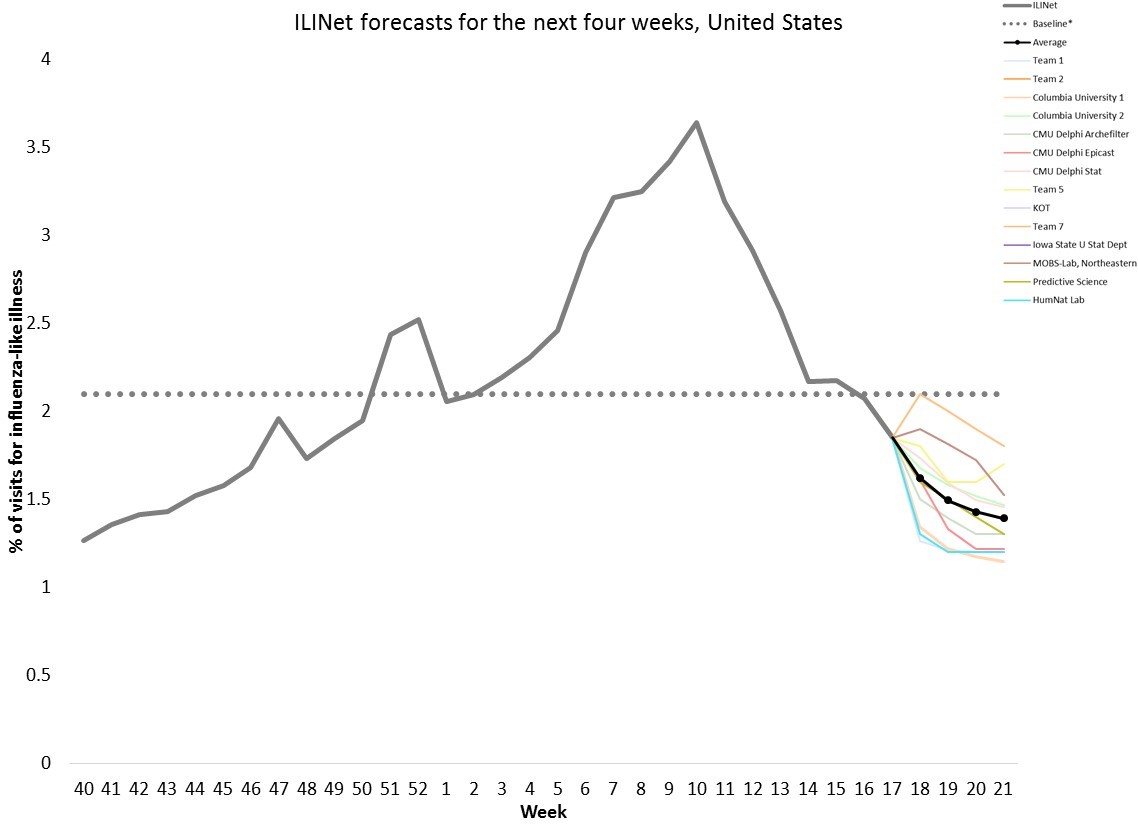 ILINet forecasts for the next four weeks, United States
ILINet
Baseline*
Average
Team 1
Team 2
Columbia University 1
Columbia University 2
CMU Delphi Archefilter
CMU Delphi Epicast
CMU Delphi Stat
Team 5
KOT
Team 7
Iowa State U Stat Dept
MOBS-Lab, Northeastern
Predictive Science
HumNat Lab
% of visits for influenza-like illness
4
3.5
3
2.5
2
1.5
1
0.5
0
40 41 42 43 44 45 46 47 48 49 50 51 52 1 2 3 4 5 6 7 8 9 10 11 12 13 14 15 16 17 18 19 20 21
Week